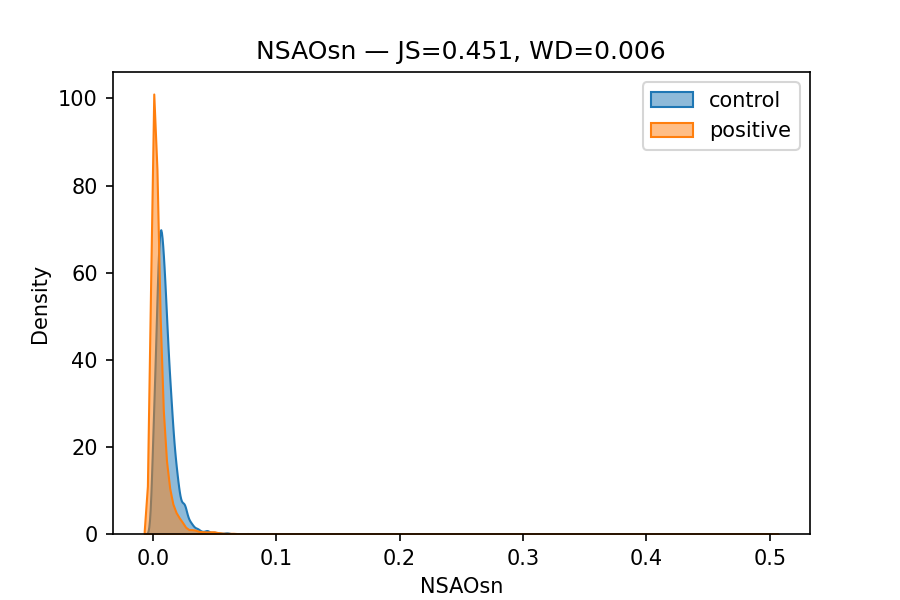 NSAOsn — JS=0.451, WD=0.006
control
positive
100
80
60
40
20
0
Density
0.0 0.1 0.2 0.3 0.4 0.5
NSAOsn